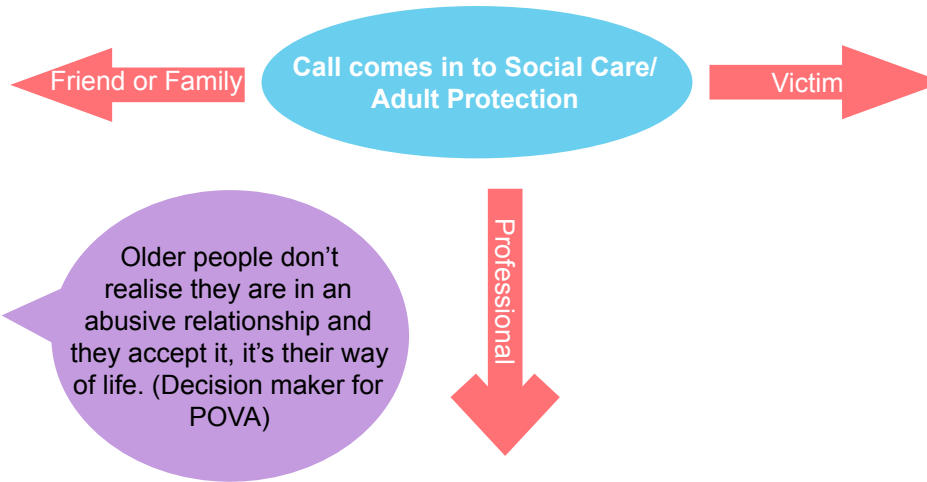 Friend or Family
Call comes in to Social Care/
Adult Protection
Victim
Professional
Older people don’t
realise they are in an
abusive relationship and
they accept it, it’s their way
of life. (Decision maker for
POVA)